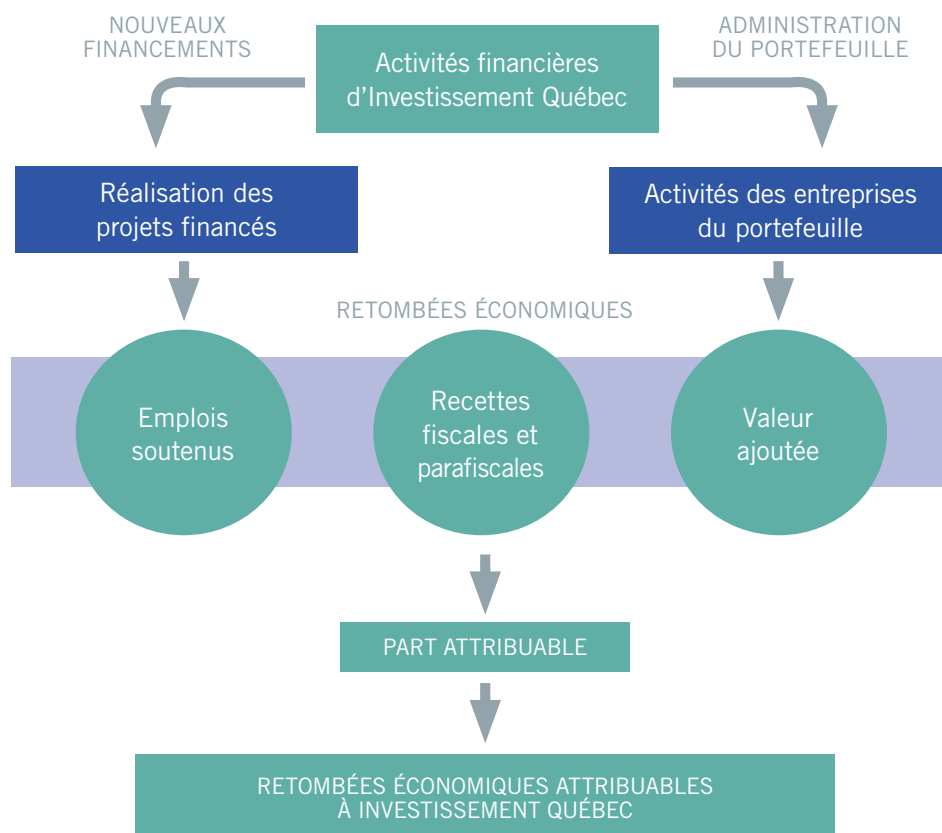 NOUVEAUX
FINANCEMENTS
Activités financières
d'Investissement Québec
ADMINISTRATION
DU PORTEFEUILLE
Réalisation des
projets financés
Activités des entreprises
du portefeuille
RETOMBÉES ÉCONOMIQUES
Emplois
soutenus
Recettes
fiscales et
parafiscales
Valeur
ajoutée
PART ATTRIBUABLE
RETOMBÉES ÉCONOMIQUES ATTRIBUABLES
À INVESTISSEMENT QUÉBEC